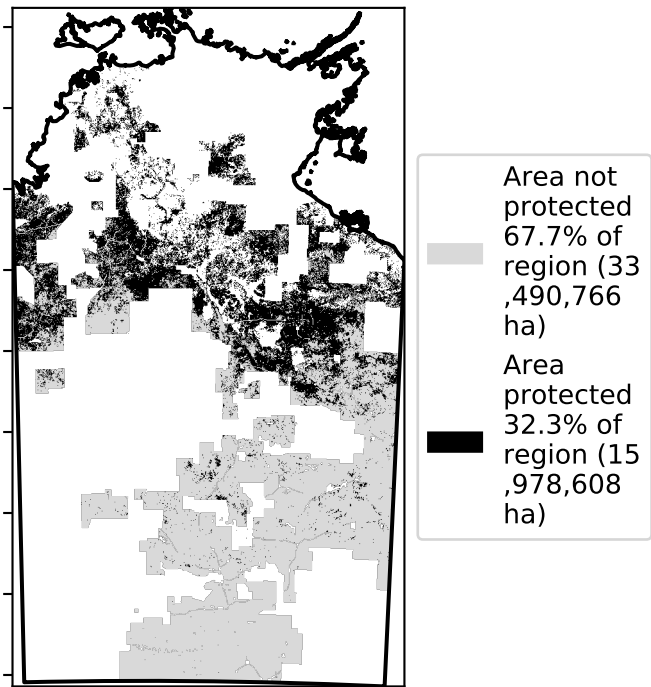 Area not
protected
67.7% of
region (33
,490,766
ha)
Area
protected
32.3% of
region (15
,978,608
ha)